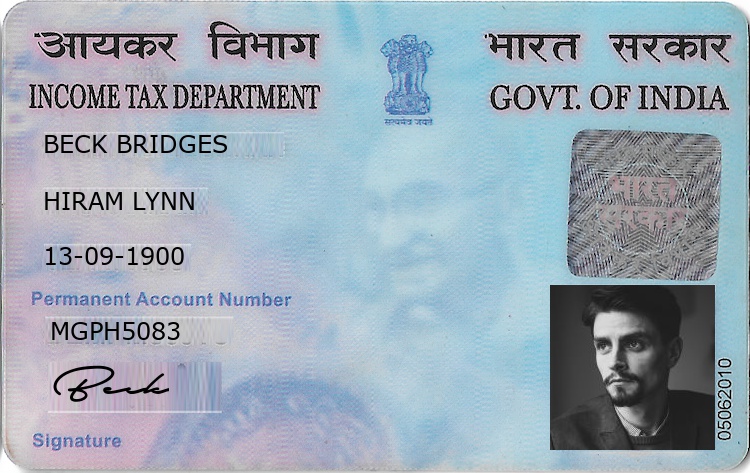 आयकर विभाग
भारत सरकार
INCOME TAX DEPARTMENT
GOVT. OF INDIA
सत्यमेव जयते
BECK BRIDGES
भारत
सरकार
HIRAM LYNN
13-09-1900
Permanent Account Number
MGPH5083
Beck
Signature
05062010